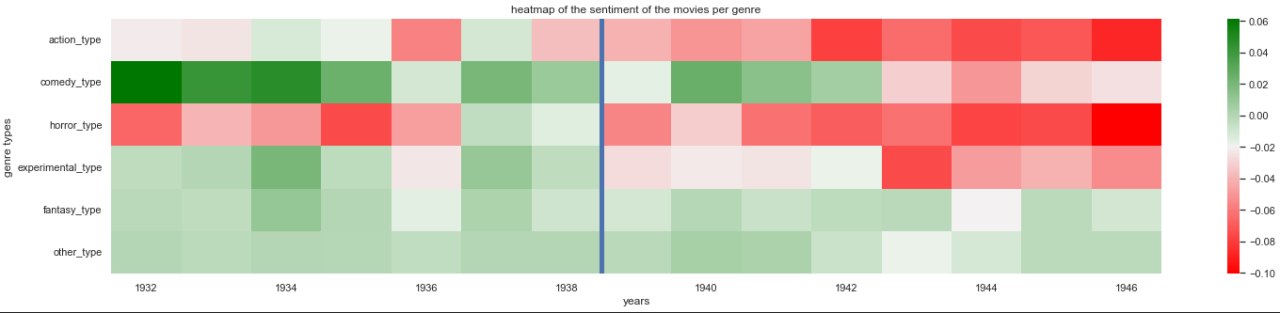 heatmap of the sentiment of the movies per genre
genre types
action_type
comedy_type
horror_type
experimental_type
fantasy_type
other_type
1932 1934 1936 1938 1940 1942 1944 1946
years
0.06
0.04
0.02
0.00
−0.02
−0.04
−0.06
−0.08
−0.10